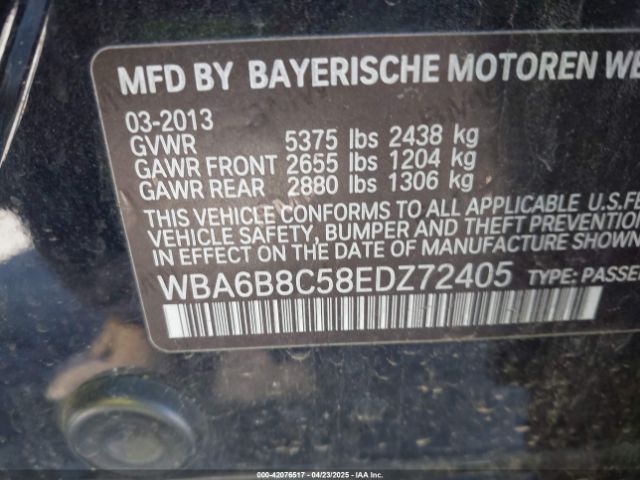 MFD BY BAYERISCHE MOTOREN WE
03-2013
GVWR 5375 lbs 2438 kg
GAWR FRONT 2655 lbs 1204 kg
GAWR REAR 2880 lbs 1306 kg
THIS VEHICLE CONFORMS TO ALL APPLICABLE U.S.FE
VEHICLE SAFETY, BUMPER AND THEFT PREVENTION
IN EFFECT ON THE DATE OF MANUFACTURE SHOWN
WBA6B8C58EDZ72405 TYPE: PASSE
000-42076517 - 04/23/2025 - IAA Inc.